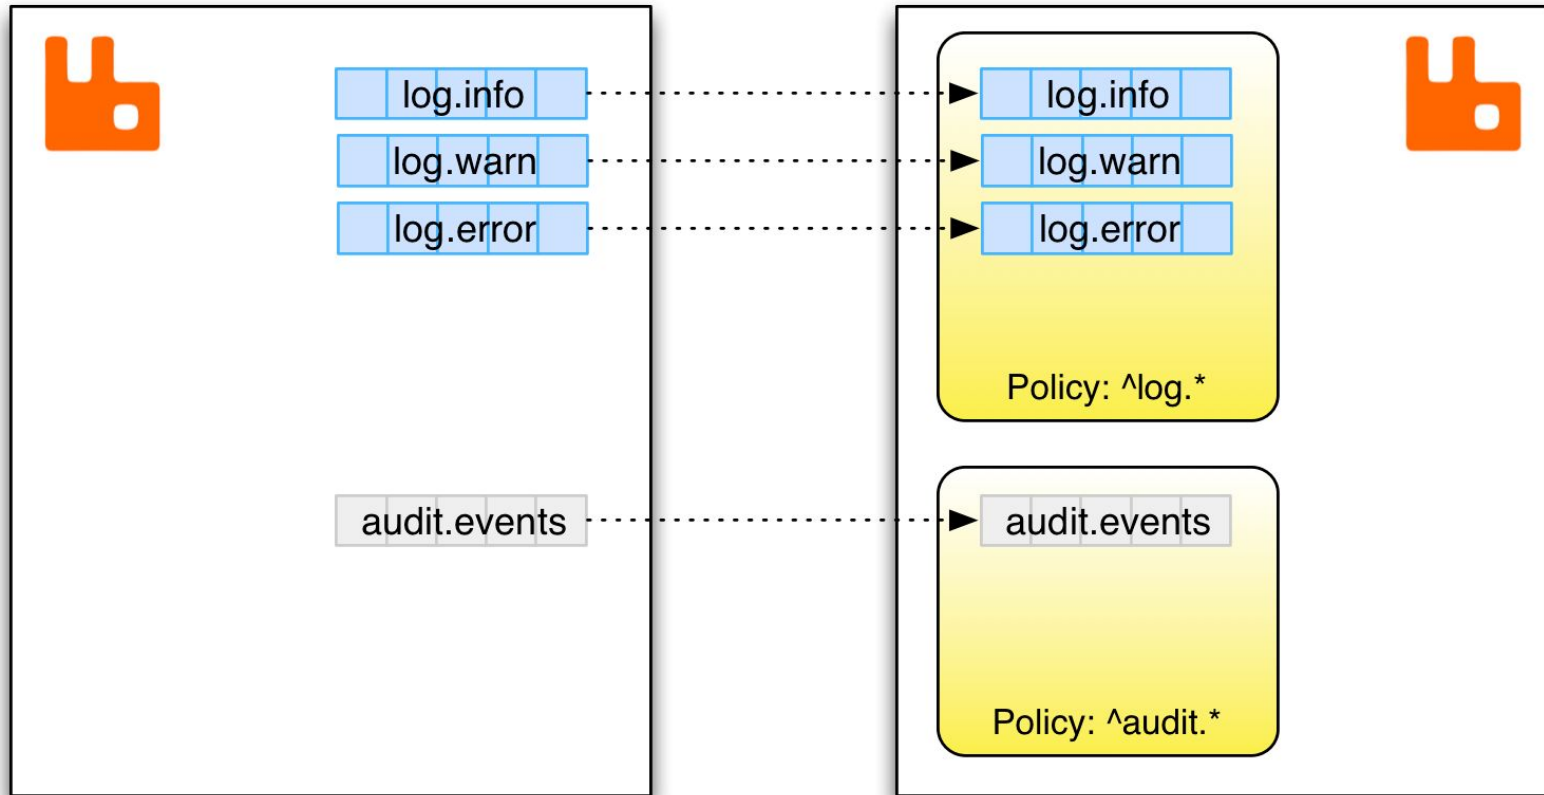 log.info
log.info
log.warn
log.warn
log.error
log.error
Policy: ^log.*
audit.events
audit.events
Policy: ^audit.*